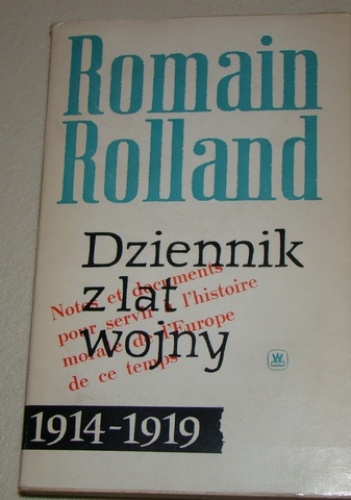 Romain
Rolland
Dziennik
z lat
wojny
Notes et documents
pour servir à l'histoire
morale de l'Europe
de ce temps
1914-1919
W